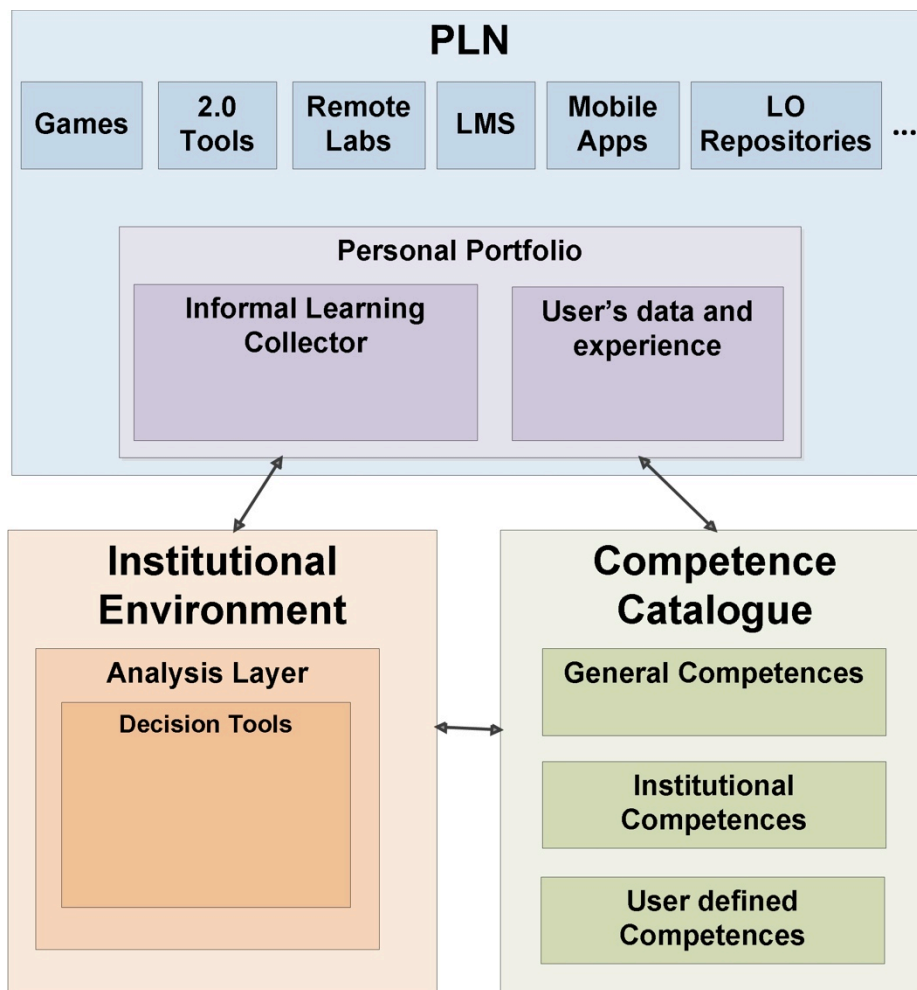 PLN
Games
2.0
Tools
Remote
Labs
LMS
Mobile
Apps
LO
Repositories
...
Personal Portfolio
Informal Learning
Collector
User’s data and
experience
Institutional
Environment
Analysis Layer
Decision Tools
Competence
Catalogue
General Competences
Institutional
Competences
User defined
Competences